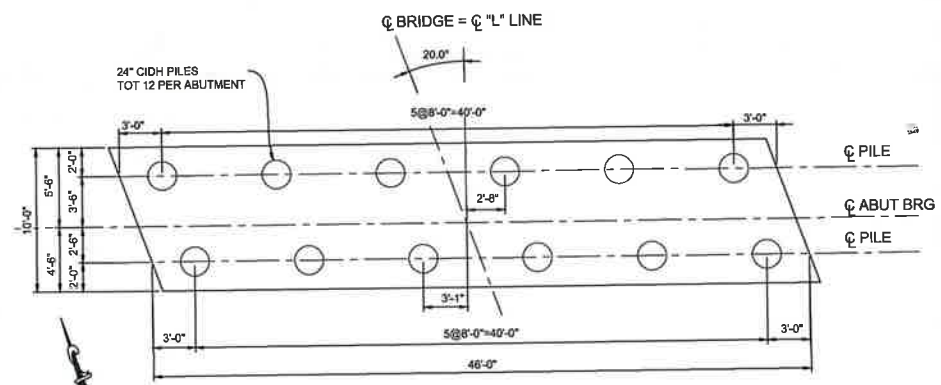 ℄ BRIDGE = ℄ "L" LINE
20.0°
24" CIDH PILES
TOT 12 PER ABUTMENT
5@8'-0"=40'-0"
3'-0"
3'-0"
℄ PILE
2'-0"
5'-6"
3'-6"
10'-0"
2'-8"
℄ ABUT BRG
℄ PILE
2'-6"
4'-6"
2'-0"
3'-1"
3'-0"
5@8'-0"=40'-0"
3'-0"
46'-0"